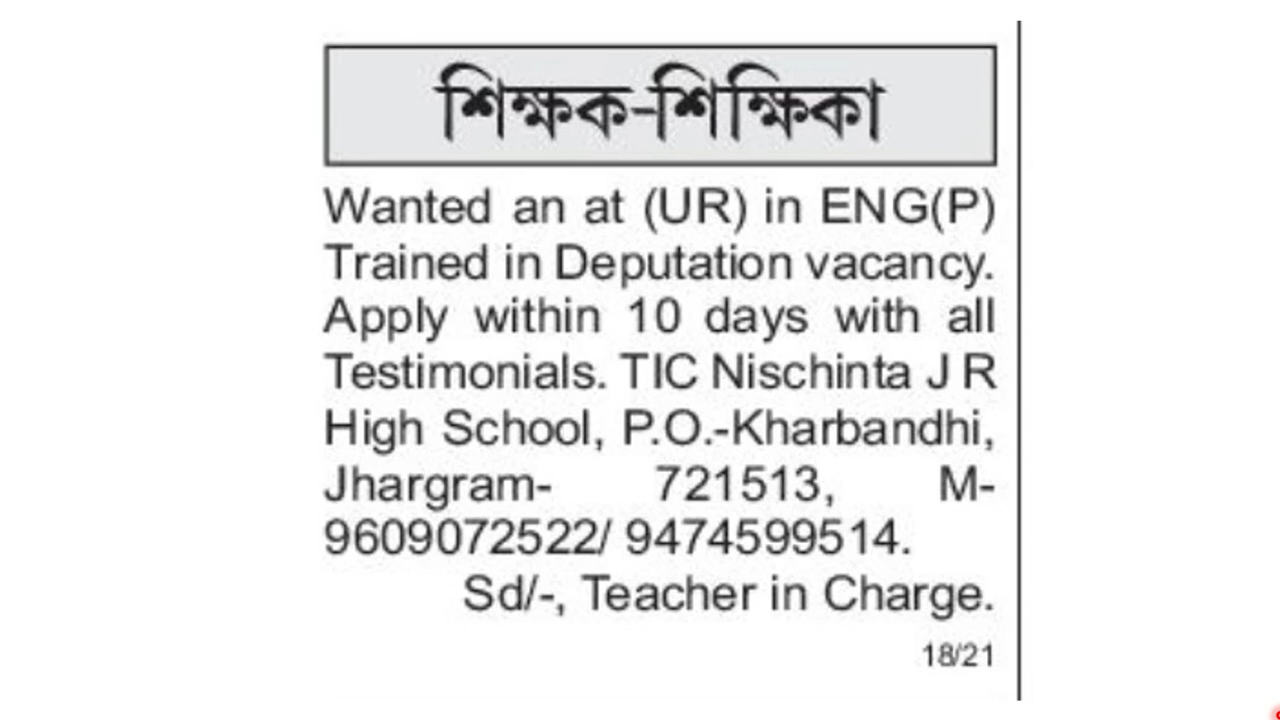 শিক্ষক-শিক্ষিকা
Wanted an at (UR) in ENG(P)
Trained in Deputation vacancy.
Apply within 10 days with all
Testimonials. TIC Nischinta J R
High School, P.O.-Kharbandhi,
Jhargram- 721513, M-
9609072522/ 9474599514.
Sd/-, Teacher in Charge.
18/21